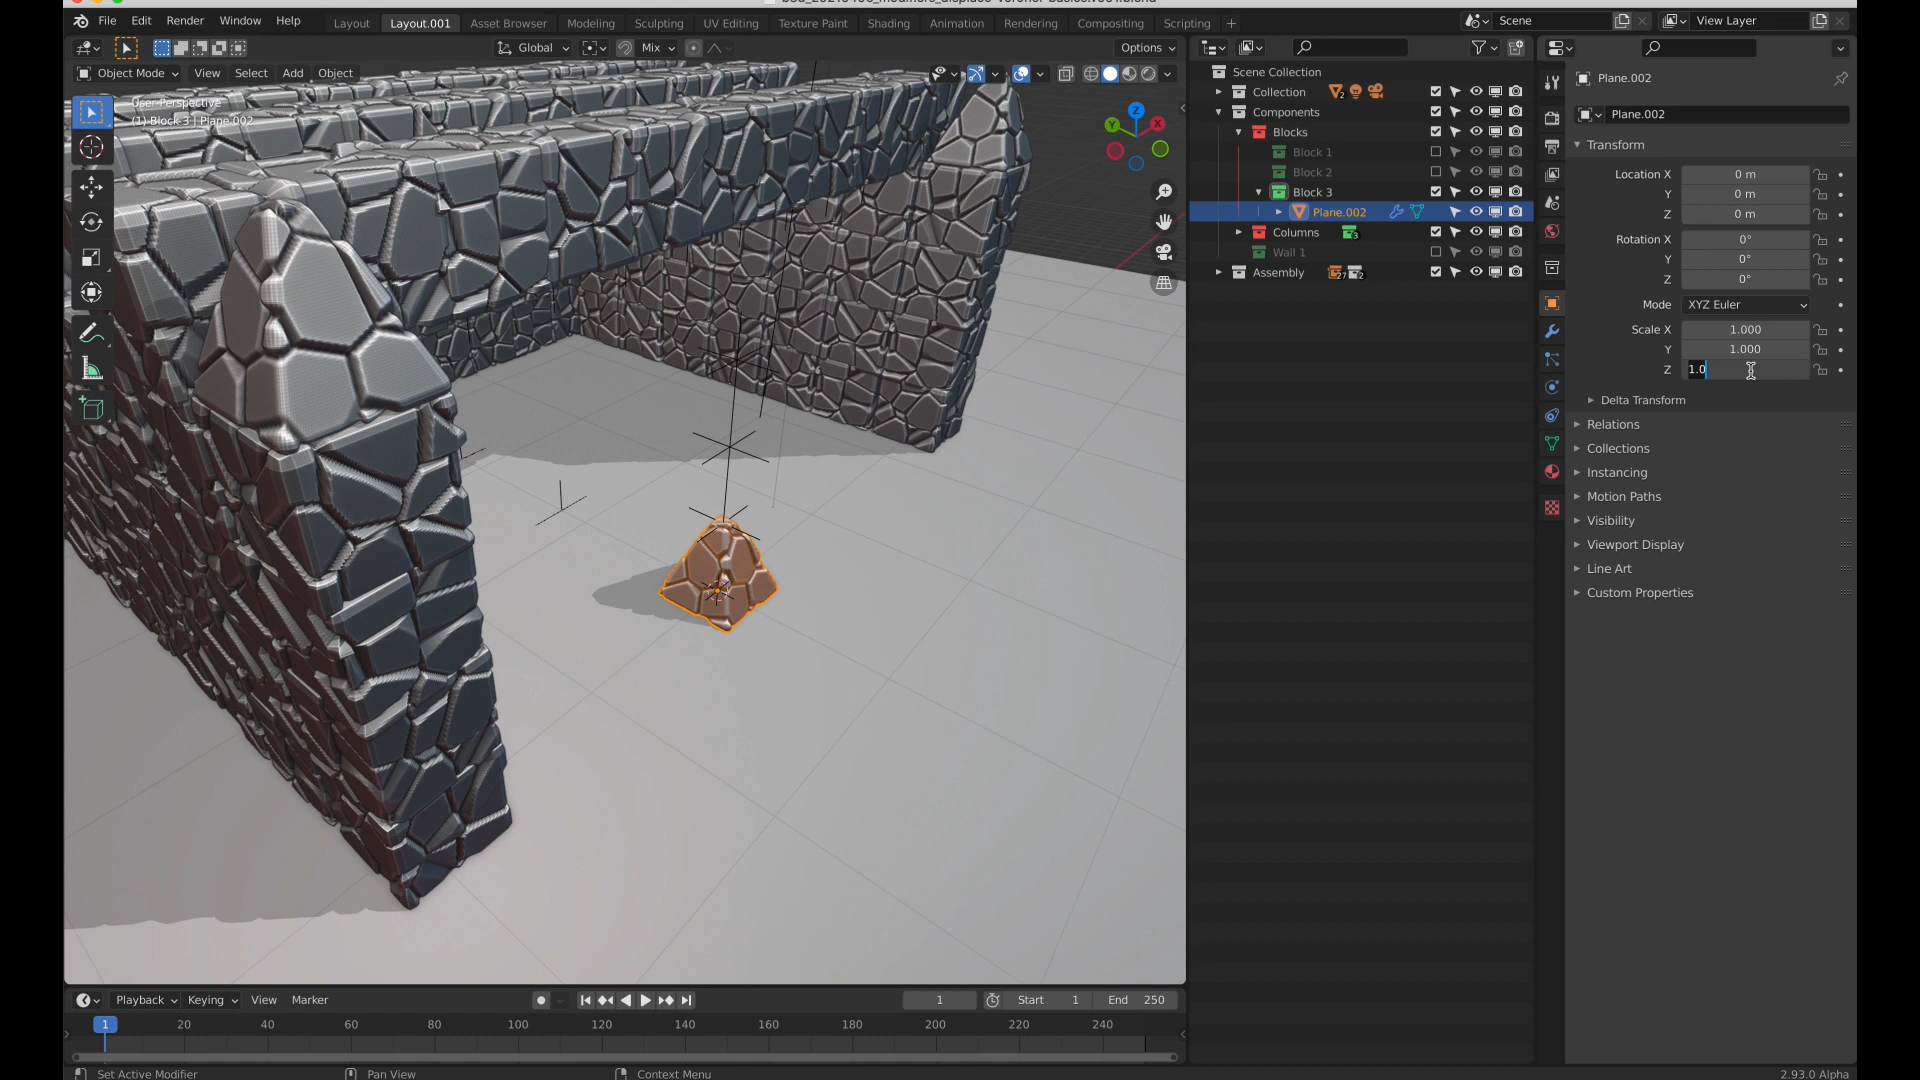 File Edit Render Window Help Layout Layout.001 Asset Browser Modeling Sculpting UV Editing Texture Paint Shading Animation Rendering Compositing Scripting + Scene View Layer
Global Mix Options
Object Mode View Select Add Object
User Perspective
(1) Block 3 | Plane.002
Z
Y
X
Scene Collection
Collection 2
Components
Blocks
Block 1
Block 2
Block 3
Plane.002
Columns 3
Wall 1
Assembly 27 2
Plane.002
Plane.002
Transform
Location X 0 m
Y 0 m
Z 0 m
Rotation X 0°
Y 0°
Z 0°
Mode XYZ Euler
Scale X 1.000
Y 1.000
Z 1.0
Delta Transform
Relations
Collections
Instancing
Motion Paths
Visibility
Viewport Display
Line Art
Custom Properties
Playback Keying View Marker 1 Start 1 End 250
1 20 40 60 80 100 120 140 160 180 200 220 240
Set Active Modifier Pan View Context Menu 2.93.0 Alpha